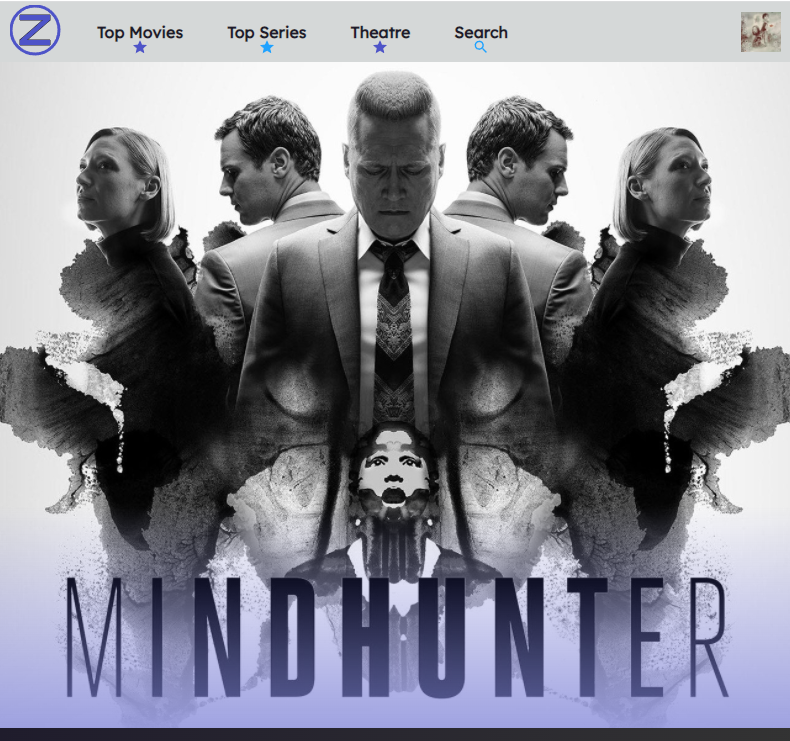 Z
Top Movies
Top Series
Theatre
Search
MINDHUNTER